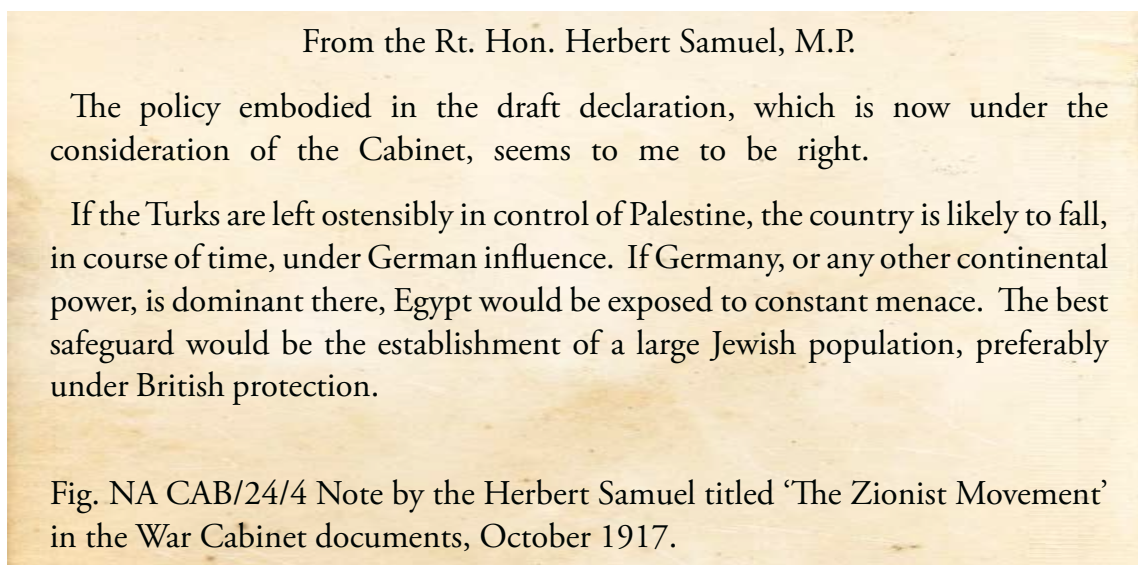 From the Rt. Hon. Herbert Samuel, M.P.
The policy embodied in the draft declaration, which is now under the
consideration of the Cabinet, seems to me to be right.
If the Turks are left ostensibly in control of Palestine, the country is likely to fall,
in course of time, under German influence. If Germany, or any other continental
power, is dominant there, Egypt would be exposed to constant menace. The best
safeguard would be the establishment of a large Jewish population, preferably
under British protection.
Fig. NA CAB/24/4 Note by the Herbert Samuel titled ‘The Zionist Movement’
in the War Cabinet documents, October 1917.